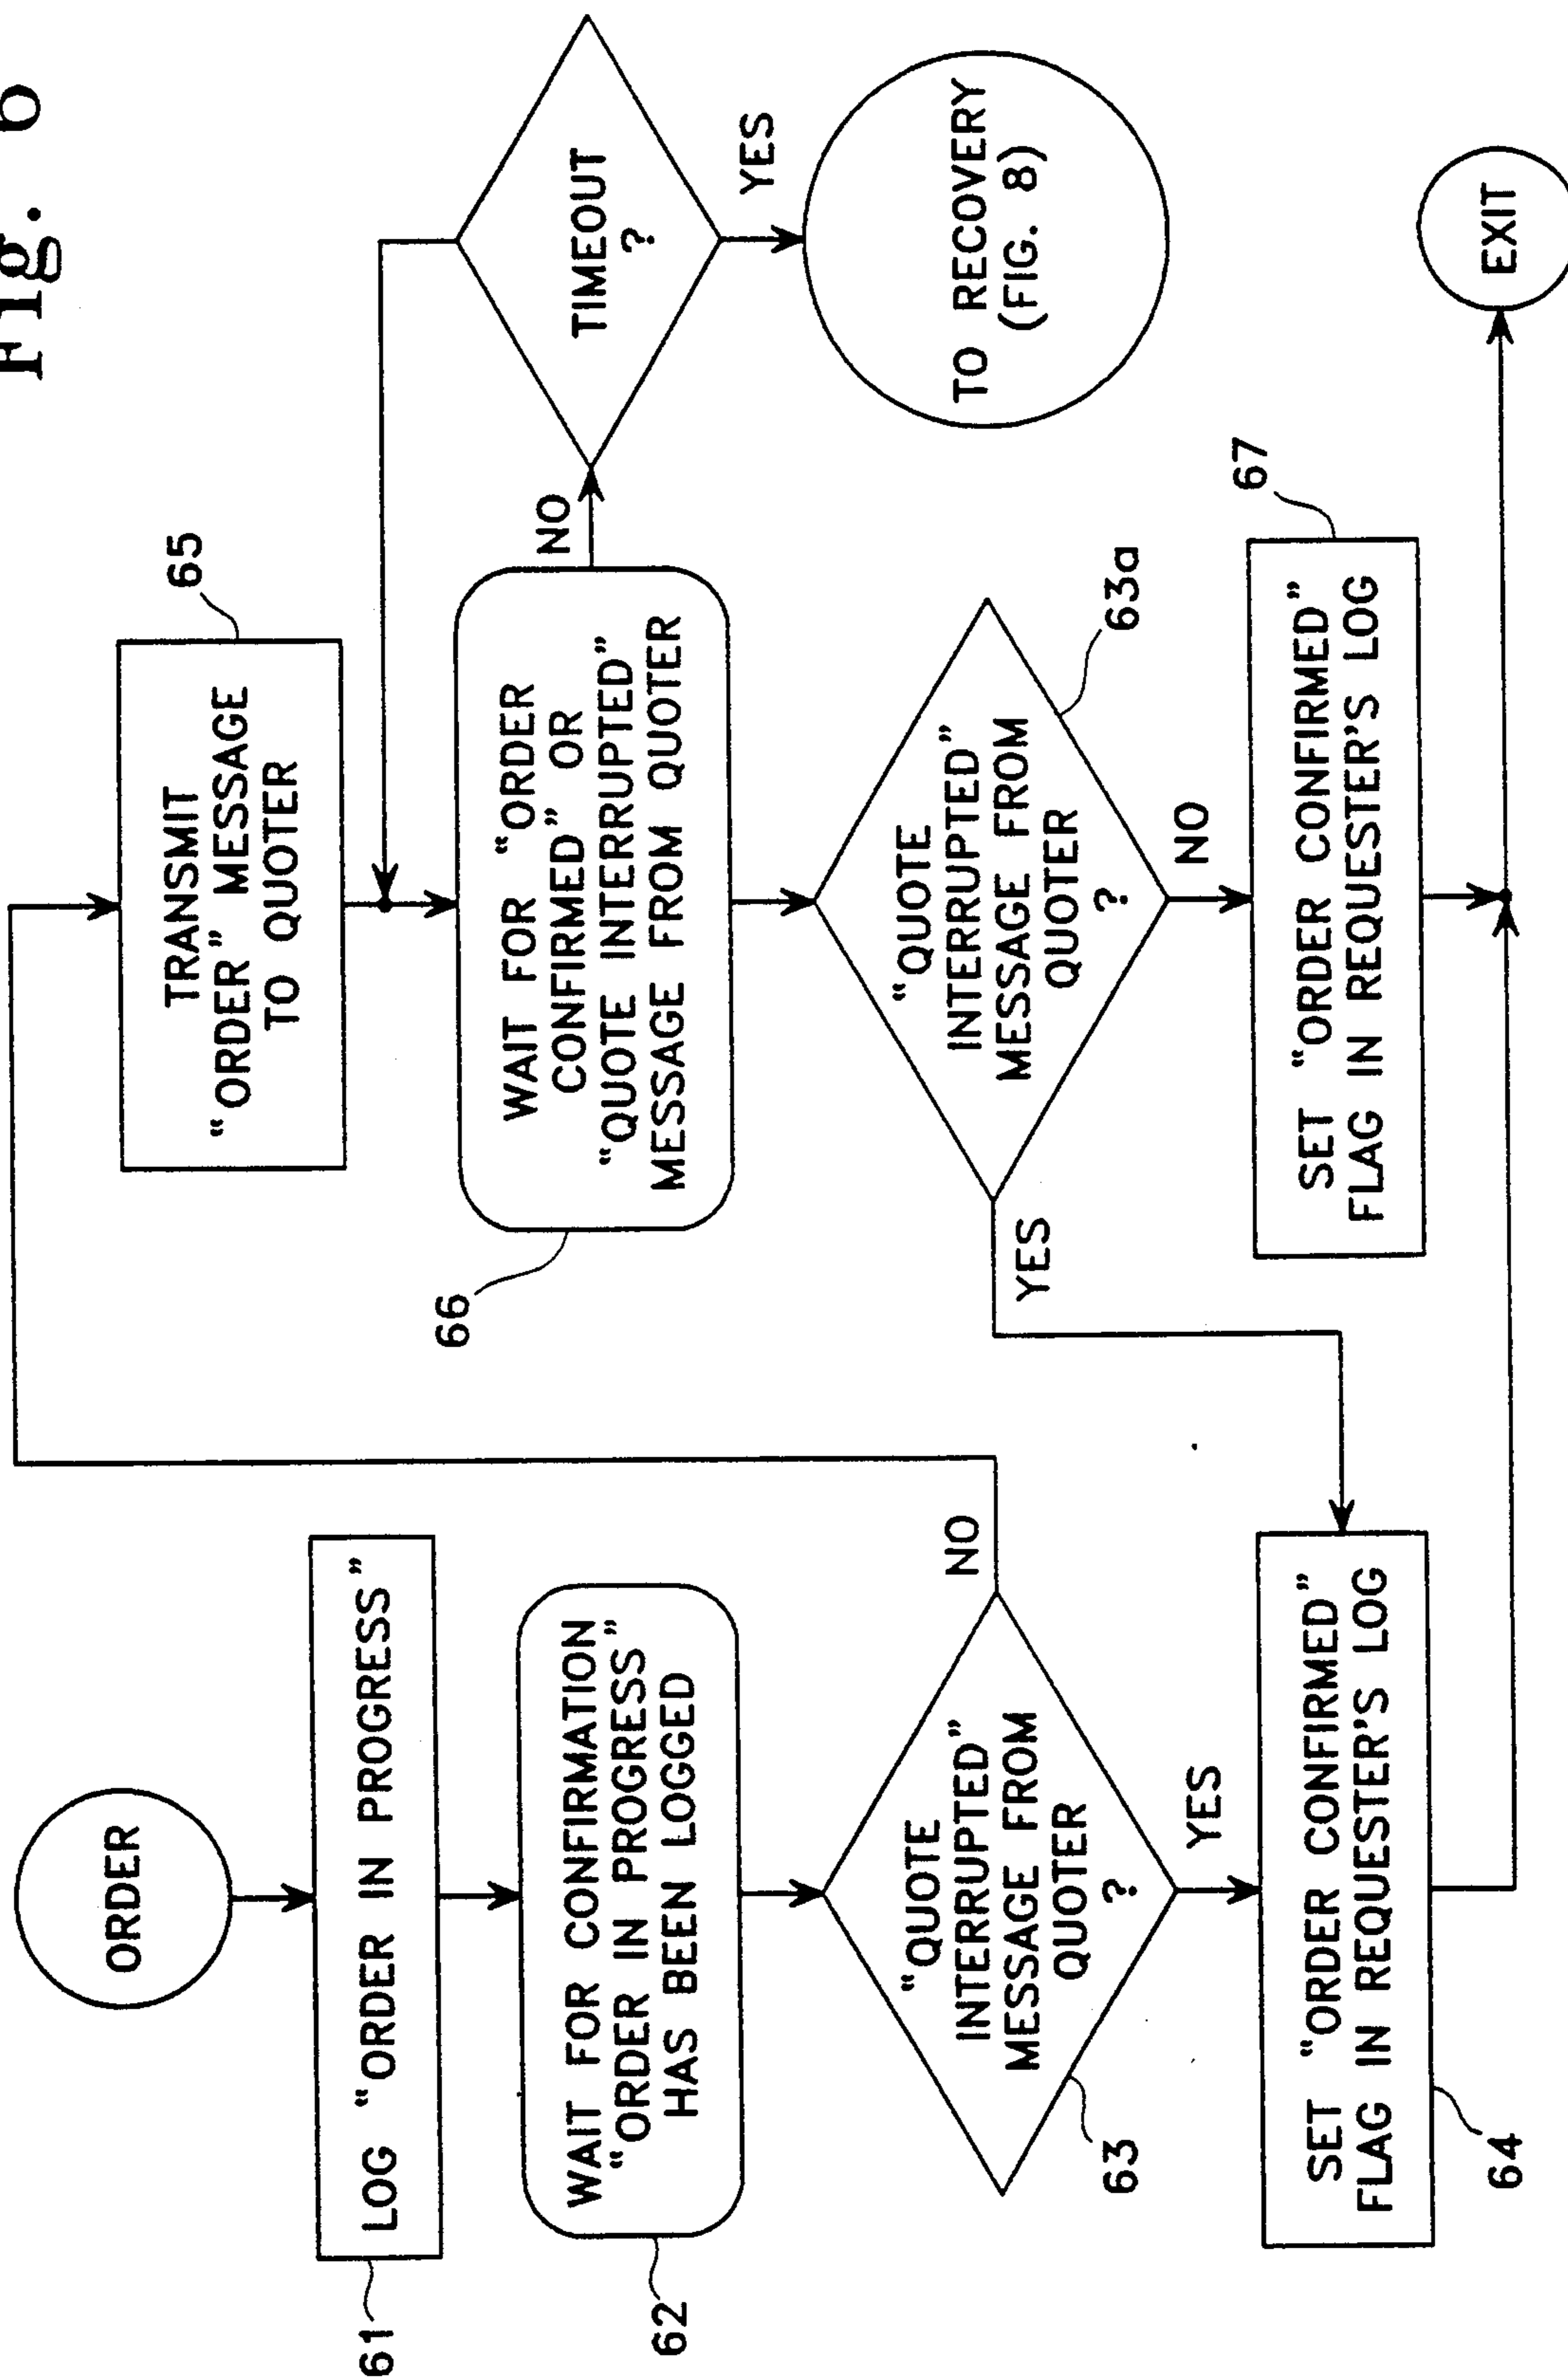 Fig. 6
ORDER
61
LOG “ORDER IN PROGRESS”
62
WAIT FOR CONFIRMATION
“ORDER IN PROGRESS”
HAS BEEN LOGGED
63
“QUOTE
INTERRUPTED”
MESSAGE FROM
QUOTER
?
NO
YES
64
SET “ORDER CONFIRMED”
FLAG IN REQUESTER'S LOG
65
TRANSMIT
“ORDER” MESSAGE
TO QUOTER
66
WAIT FOR “ORDER
CONFIRMED” OR
“QUOTE INTERRUPTED”
MESSAGE FROM QUOTER
NO
TIMEOUT
?
YES
TO RECOVERY
(FIG. 8)
63a
“QUOTE
INTERRUPTED”
MESSAGE FROM
QUOTER
?
YES
NO
67
SET “ORDER CONFIRMED”
FLAG IN REQUESTER'S LOG
EXIT